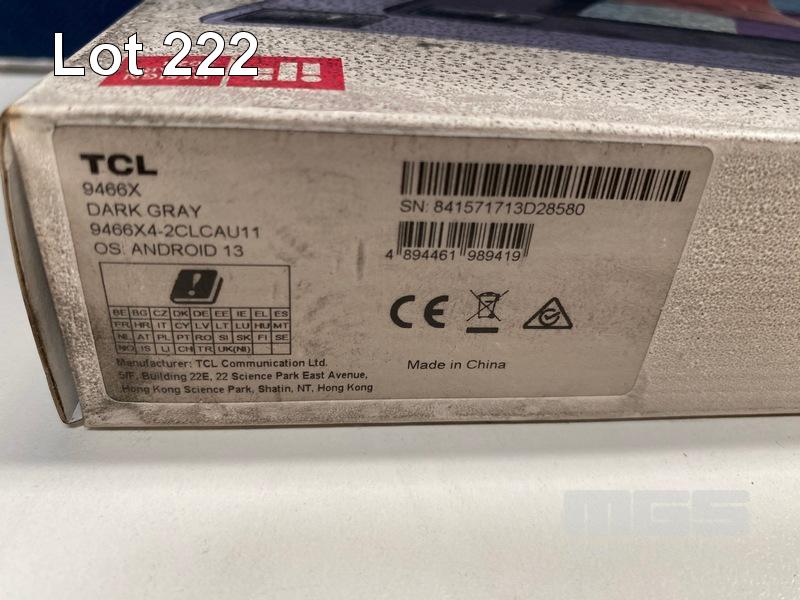 Lot 222
TCL
9466X
DARK GRAY
9466X4-2CLCAU11
OS: ANDROID 13
SN: 841571713D28580
4 894461 989419
BE BG CZ DK DE EE IE EL ES
FR HR IT CY LV LT LU HU MT
NL AT PL PT RO SI SK FI SE
NO IS LI CH TR UK(NI)
Manufacturer: TCL Communication Ltd.
5/F, Building 22E, 22 Science Park East Avenue,
Hong Kong Science Park, Shatin, NT, Hong Kong
CE
Made in China
MGS